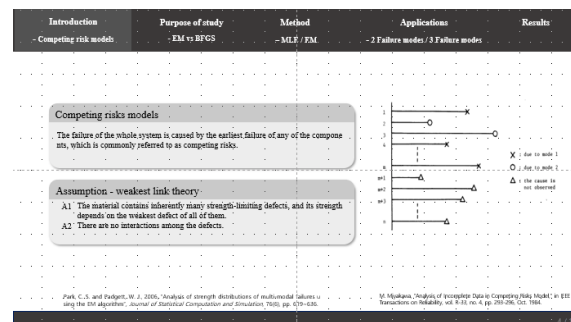 Introduction
Purpose of study
Method
Applications
Results
- Competing risk models
- EM vs BFGS
- MLE / EM
- 2 Failure modes / 3 Failure modes
Competing risks models
The failure of the whole system is caused by the earliest failure of any of the compone
nts, which is commonly referred to as competing risks.
Assumption - weakest link theory
A1 The material contains inherently many strength-limiting defects, and its strength
depends on the weakest defect of all of them.
A2 There are no interactions among the defects.
1
2
3
4
m
m+1
m+2
m+3
n
X : due to mode 1
O : due to mode 2
Δ : the cause is
not observed
Park, C.S. and Padgett, W. J., 2006, "Analysis of strength distributions of multi-modal failures u
sing the EM algorithm", Journal of Statistical Computation and Simulation, 76(6), pp. 619-636.
M. Miyakawa, "Analysis of Incomplete Data in Competing Risks Model," in IEEE
Transactions on Reliability, vol. R-33, no. 4, pp. 293-296, Oct. 1984.